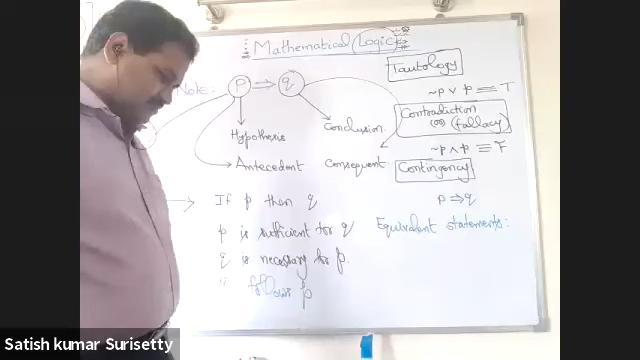 Mathematical Logic
Tautology
Note: p ⇒ q
~p ∨ p ≡ T
Contradiction
(or) (fallacy)
Hypothesis
Conclusion
~p ∧ p ≡ F
Antecedent
Consequent
Contingency
If p then q
p ⇒ q
p is sufficient for q
Equivalent statements:
q is necessary for p.
follows p
Satish kumar Surisetty